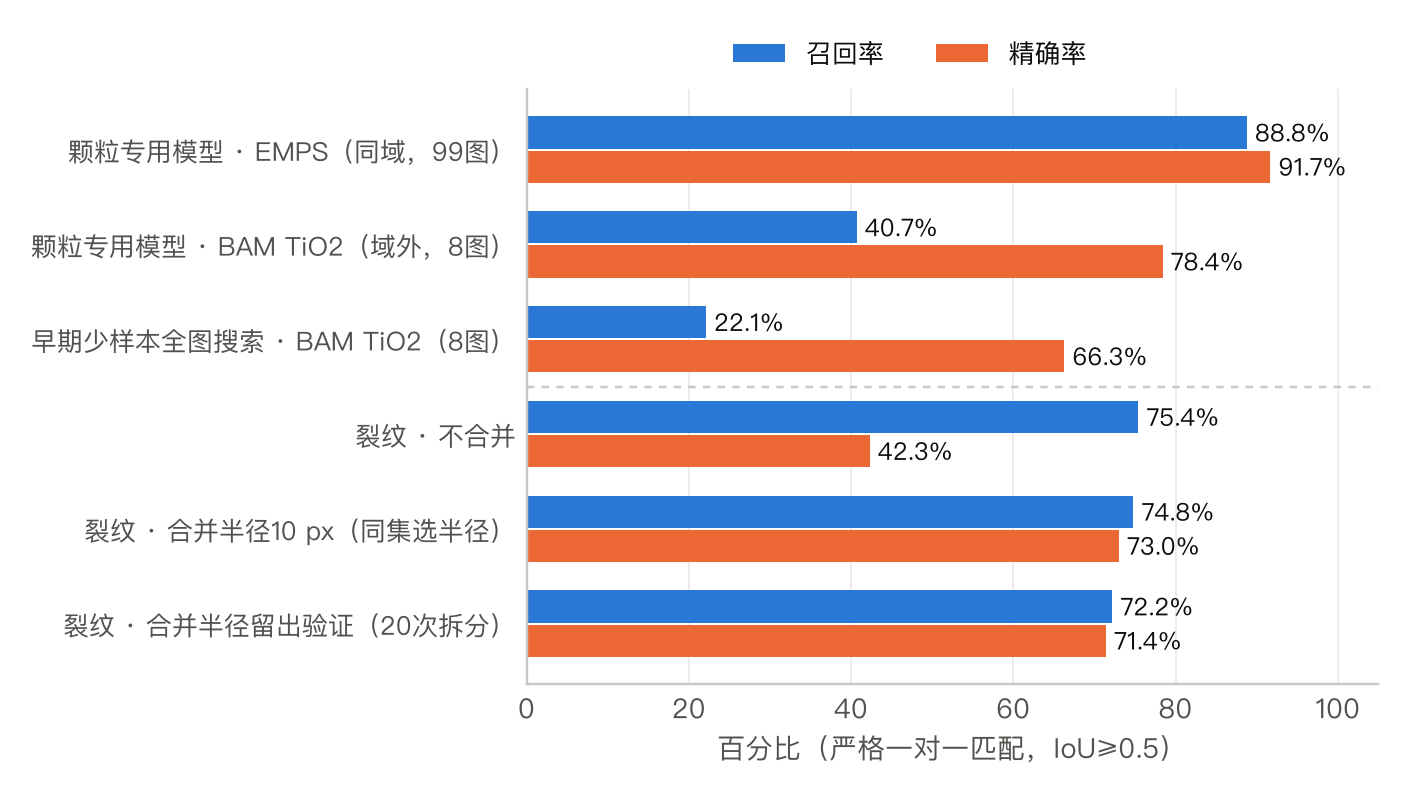 召回率 精确率
颗粒专用模型 · EMPS（同域，99图） 88.8%
91.7%
颗粒专用模型 · BAM TiO2（域外，8图） 40.7%
78.4%
早期少样本全图搜索 · BAM TiO2（8图） 22.1%
66.3%
裂纹 · 不合并 75.4%
42.3%
裂纹 · 合并半径10 px（同集选半径） 74.8%
73.0%
裂纹 · 合并半径留出验证（20次拆分） 72.2%
71.4%
0 20 40 60 80 100
百分比（严格一对一匹配，IoU⩾0.5）